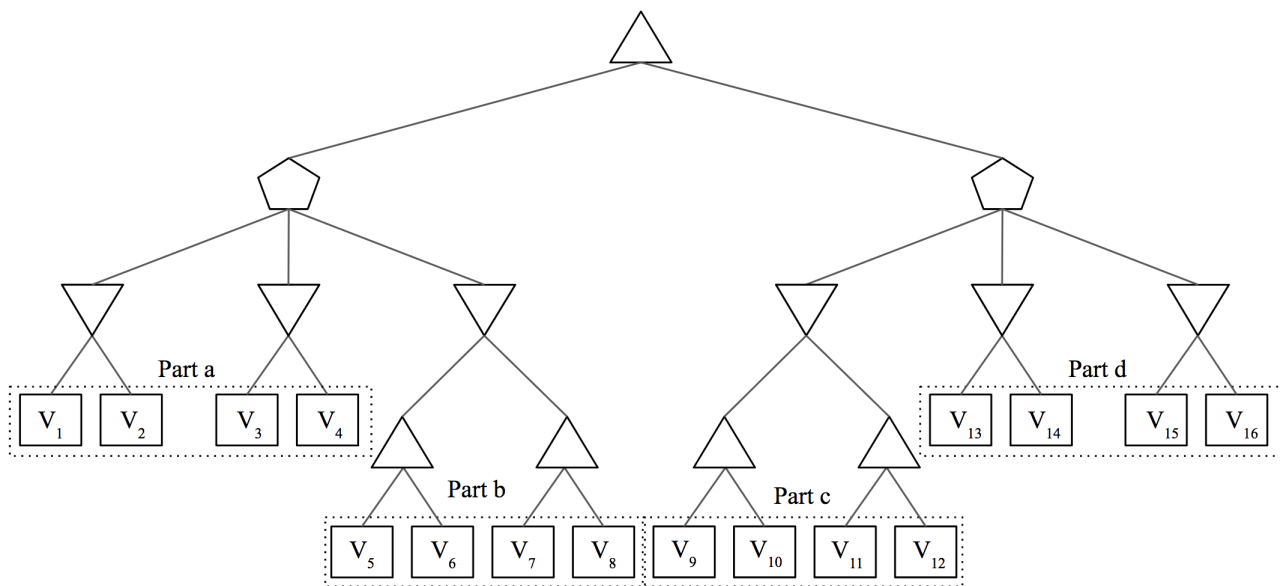 Part a
Part d
V1 V2 V3 V4
V13 V14 V15 V16
Part b
Part c
V5 V6 V7 V8
V9 V10 V11 V12